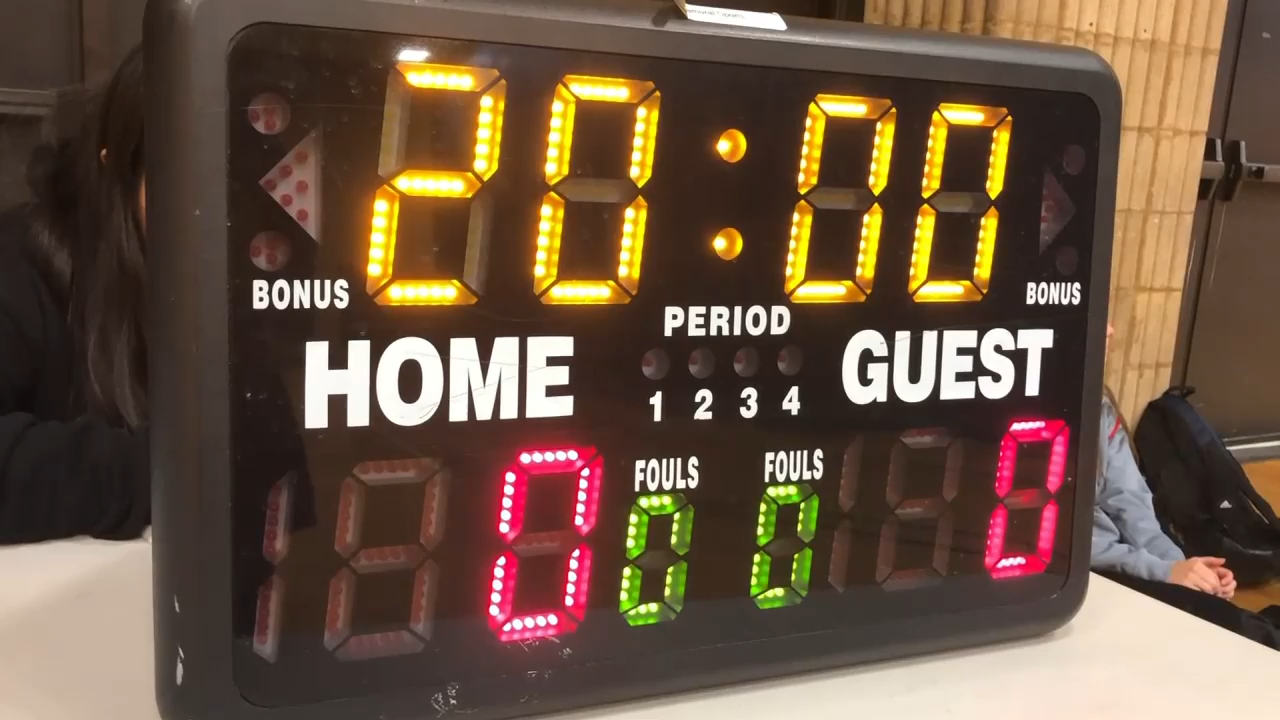 20:00
BONUS
BONUS
PERIOD
HOME
GUEST
1 2 3 4
FOULS
FOULS
0 0 0 0